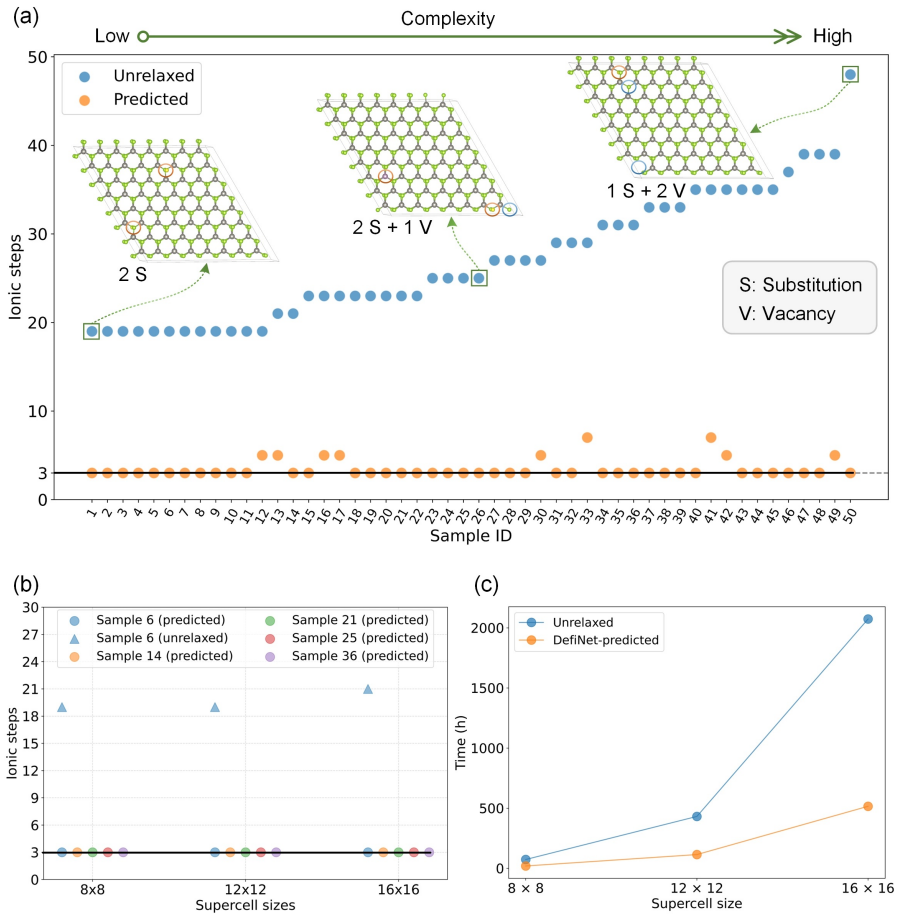 (a)
Complexity
Low
High
50
40
30
20
10
3
0
Ionic steps
Unrelaxed
Predicted
2 S
2 S + 1 V
1 S + 2 V
S: Substitution
V: Vacancy
1 2 3 4 5 6 7 8 9 10 11 12 13 14 15 16 17 18 19 20 21 22 23 24 25 26 27 28 29 30 31 32 33 34 35 36 37 38 39 40 41 42 43 44 45 46 47 48 49 50
Sample ID
(b)
30
27
24
21
18
15
12
9
6
3
0
Ionic steps
Sample 6 (predicted)
Sample 6 (unrelaxed)
Sample 14 (predicted)
Sample 21 (predicted)
Sample 25 (predicted)
Sample 36 (predicted)
8x8 12x12 16x16
Supercell sizes
(c)
2000
1500
1000
500
0
Time (h)
Unrelaxed
DefiNet-predicted
8 × 8 12 × 12 16 × 16
Supercell size